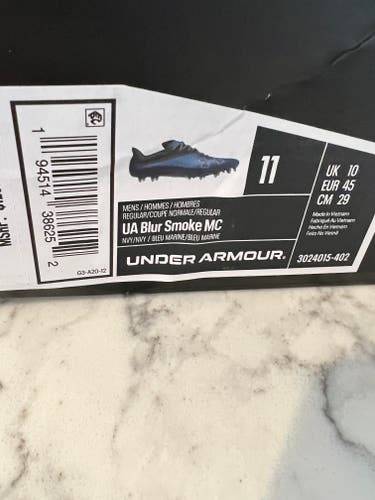 11
UK 10
EUR 45
CM 29
MENS / HOMMES / HOMBRES
REGULAR/COUPE NORMALE/REGULAR
UA Blur Smoke MC
NVY/NVY / BLEU MARINE/BLEU MARINE
UNDER ARMOUR®
Made in Vietnam
Fabriqué Au Vietnam
Hecho En Vietnam
Feito No Vietnã
3024015-402
1 94514 38625 2
G3-A20-12
MSRP :